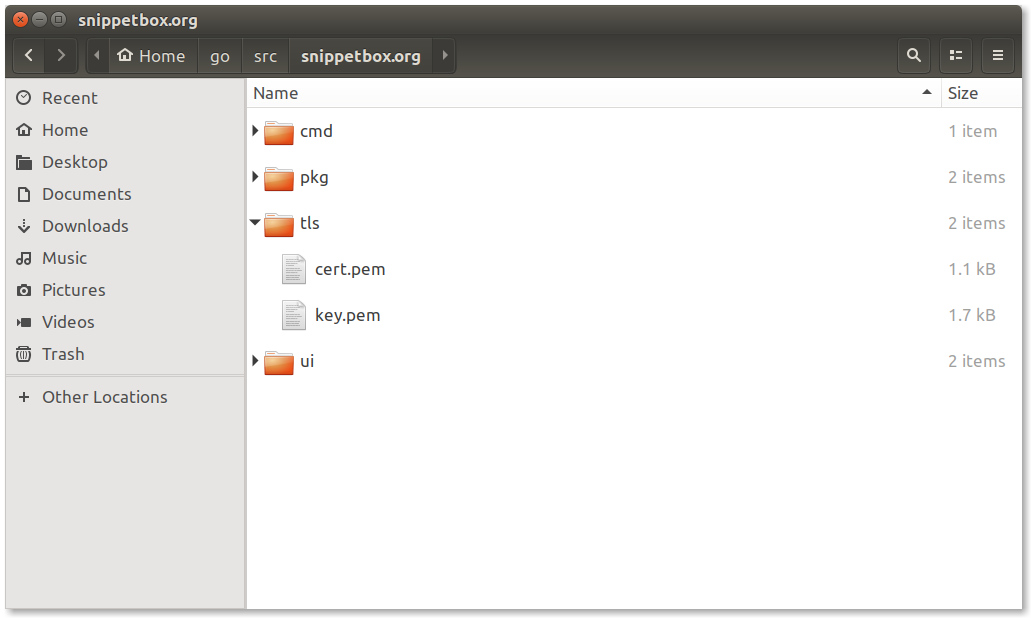 snippetbox.org
Home go src snippetbox.org
Recent
Home
Desktop
Documents
Downloads
Music
Pictures
Videos
Trash
Other Locations
Name Size
cmd 1 item
pkg 2 items
tls 2 items
cert.pem 1.1 kB
key.pem 1.7 kB
ui 2 items